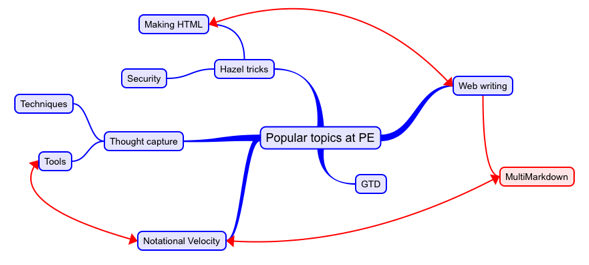 Making HTML
Hazel tricks
Security
Web writing
Techniques
Popular topics at PE
Thought capture
Tools
MultiMarkdown
GTD
Notational Velocity